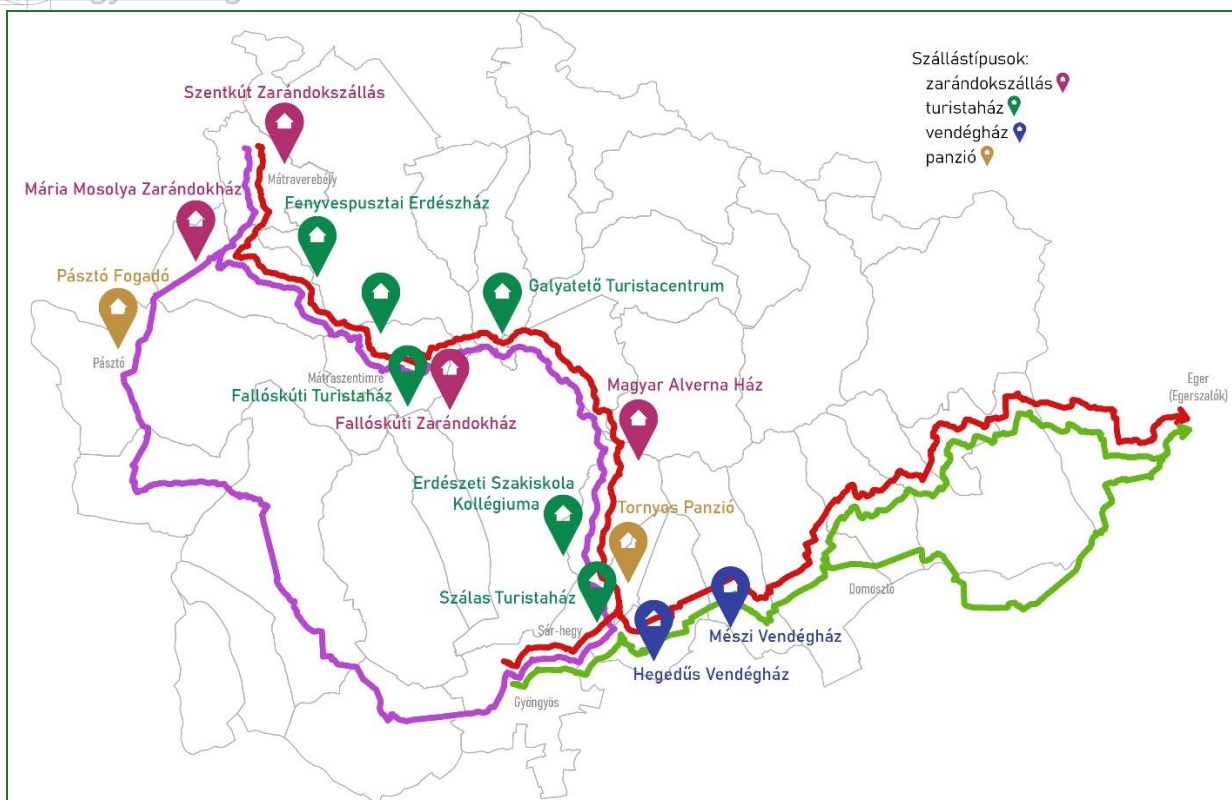 Szállástípusok:
zarándokszállás
turistaház
vendégház
panzió
Szentkút Zarándokszállás
Mátraverebély
Mária Mosolya Zarándokház
Fenyvespusztai Erdészház
Pásztó Fogadó
Galyatető Turistacentrum
Pásztó
Mátraszentimre
Fallóskúti Turistaház
Fallóskúti Zarándokház
Magyar Alverna Ház
Eger
(Egerszalók)
Erdészeti Szakiskola
Kollégiuma
Tornyos Panzió
Szálas Turistaház
Domoszló
Sár-hegy
Mészi Vendégház
Hegedűs Vendégház
Gyöngyös